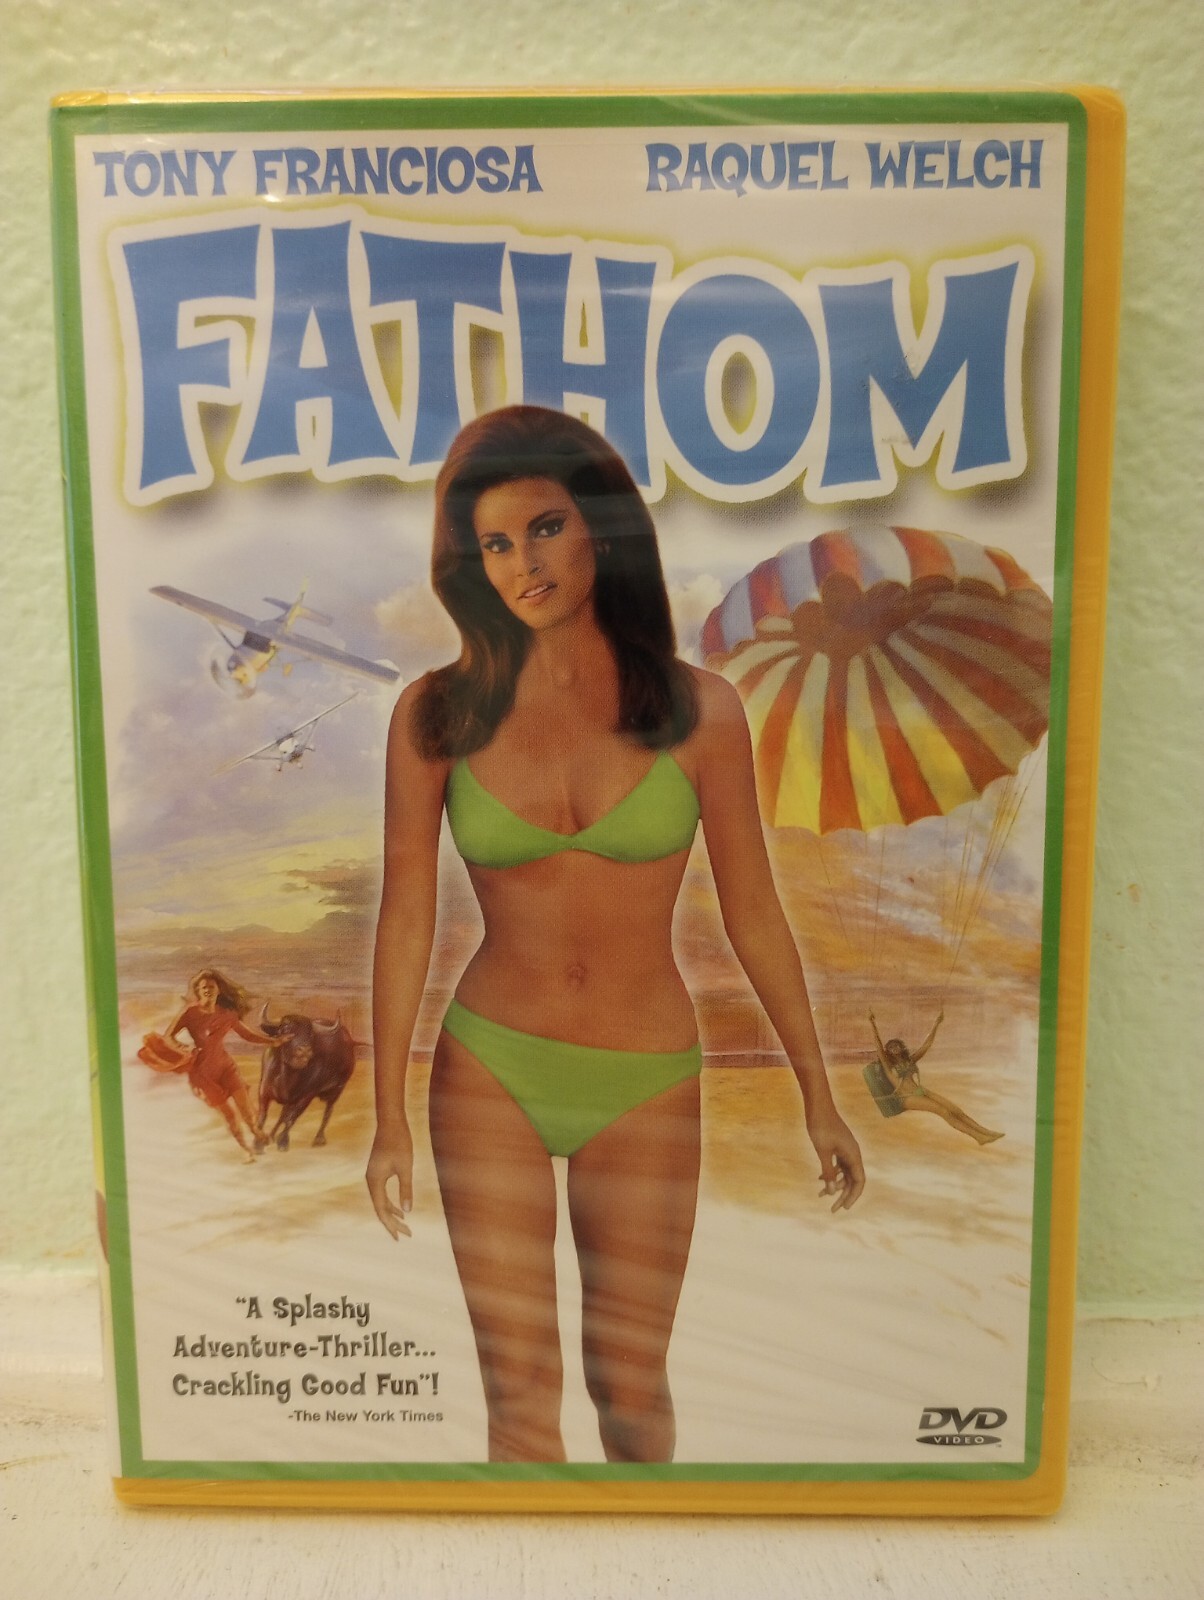 TONY FRANCIOSA RAQUEL WELCH
FATHOM
"A Splashy
Adventure-Thriller...
Crackling Good Fun"!
-The New York Times
DVD
VIDEO